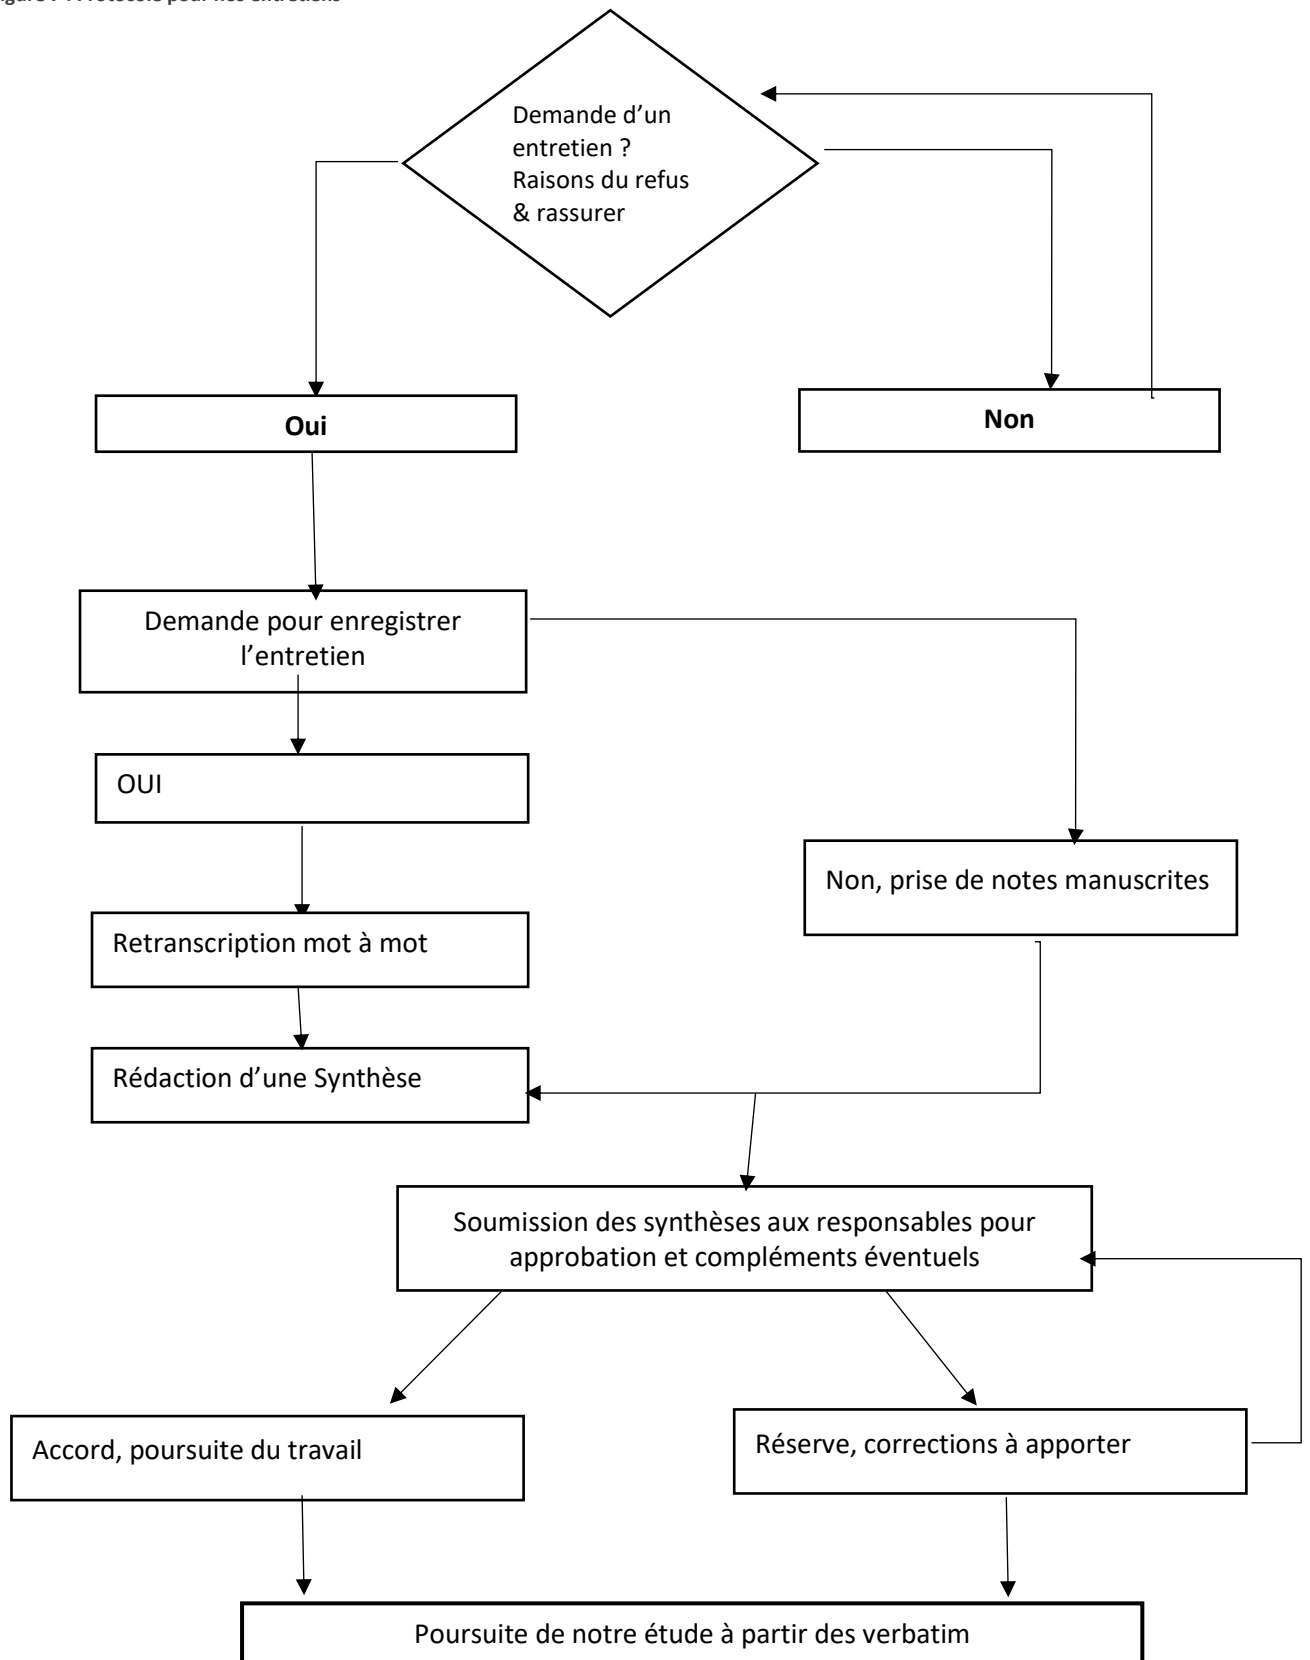 Demande d’un
entretien ?
Raisons du refus
& rassurer
Oui
Non
Demande pour enregistrer
l’entretien
OUI
Non, prise de notes manuscrites
Retranscription mot à mot
Rédaction d’une Synthèse
Soumission des synthèses aux responsables pour
approbation et compléments éventuels
Accord, poursuite du travail
Réserve, corrections à apporter
Poursuite de notre étude à partir des verbatim